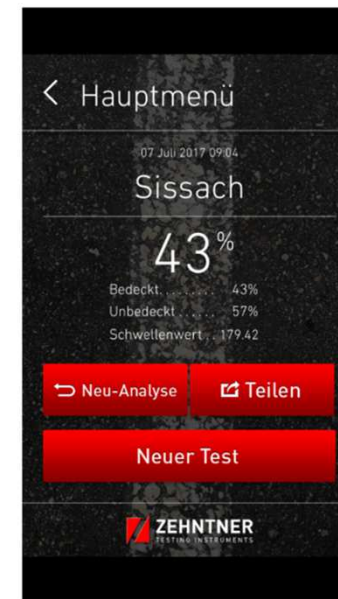 Hauptmenü
07 Juli 2017 09:04
Sissach
43%
Bedeckt......... 43%
Unbedeckt...... 57%
Schwellenwert.. 179.42
Neu-Analyse
Teilen
Neuer Test
ZEHNTNER
TESTING INSTRUMENTS